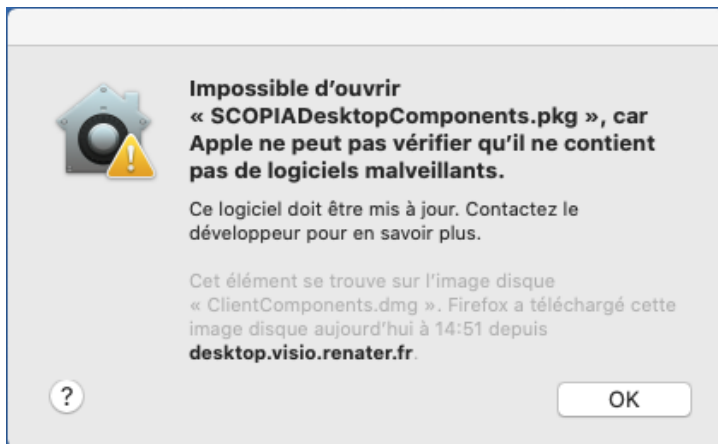 Impossible d'ouvrir
« SCOPIADesktopComponents.pkg », car
Apple ne peut pas vérifier qu'il ne contient
pas de logiciels malveillants.
Ce logiciel doit être mis à jour. Contactez le
développeur pour en savoir plus.
Cet élément se trouve sur l'image disque
« ClientComponents.dmg ». Firefox a téléchargé cette
image disque aujourd'hui à 14:51 depuis
desktop.visio.renater.fr.
?
OK